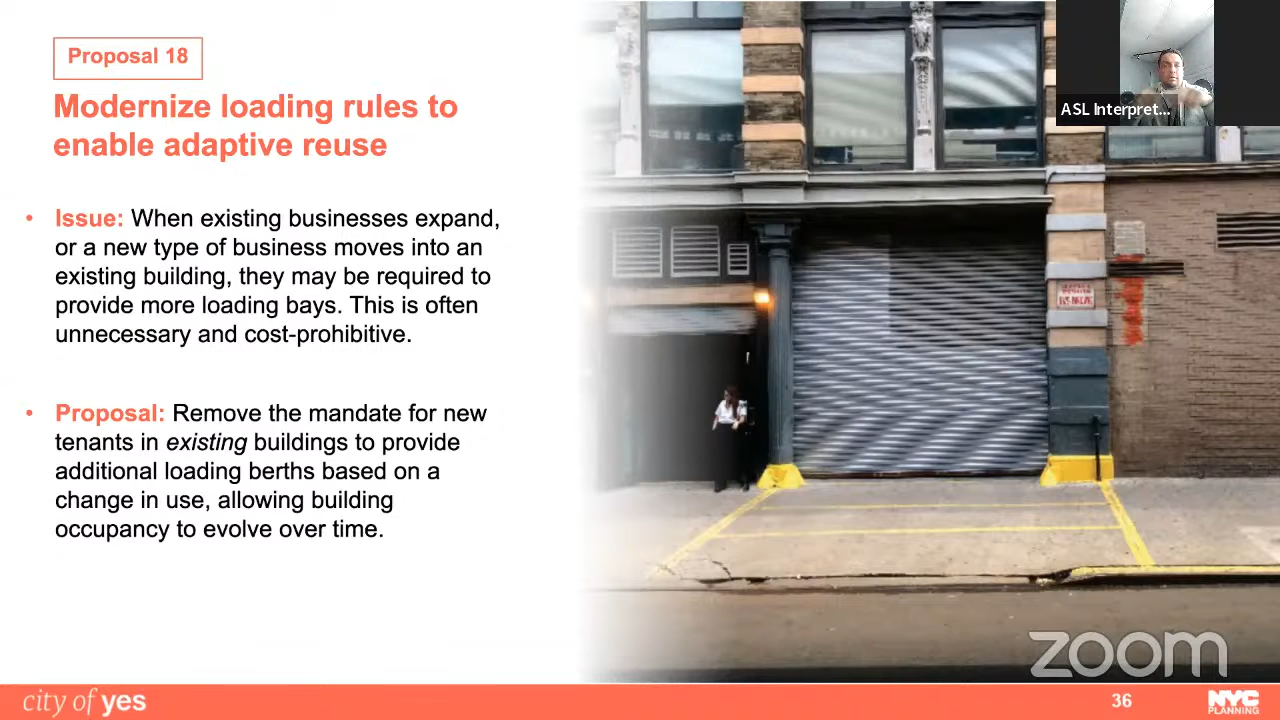 Proposal 18
Modernize loading rules to
enable adaptive reuse
• Issue: When existing businesses expand,
or a new type of business moves into an
existing building, they may be required to
provide more loading bays. This is often
unnecessary and cost-prohibitive.
• Proposal: Remove the mandate for new
tenants in existing buildings to provide
additional loading berths based on a
change in use, allowing building
occupancy to evolve over time.
ASL Interpret...
zoom
city of yes
36
NYC
PLANNING